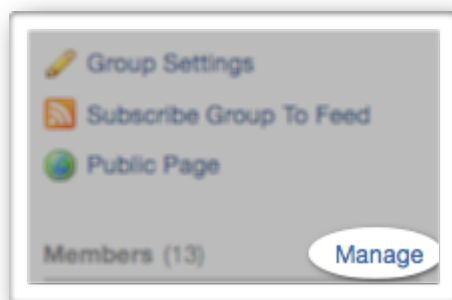 Group Settings
Subscribe Group To Feed
Public Page
Members (13) Manage